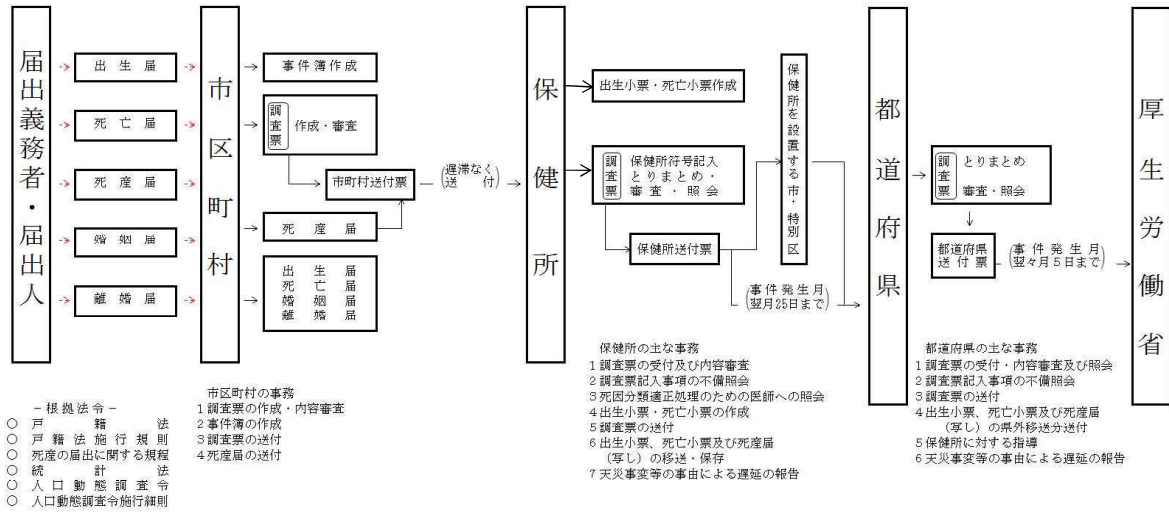 届出義務者・届出人
出生届
死亡届
死産届
婚姻届
離婚届
市区町村
事件簿作成
調査票
作成・審査
市町村送付票
(遅滞なく
送付)
死産届
出生届
死亡届
婚姻届
離婚届
保健所
出生小票・死亡小票作成
調査票
保健所符号記入
とりまとめ・
審査・照会
保健所送付票
保健所を設置する市・特別区
(事件発生月
翌月25日まで)
都道府県
調査票
とりまとめ
審査・照会
都道府県
送付票
(事件発生月
翌々月5日まで)
厚生労働省
－根拠法令－
○ 戸籍法
○ 戸籍法施行規則
○ 死産の届出に関する規程
○ 統計法
○ 人口動態調査令
○ 人口動態調査令施行細則
市区町村の事務
1 調査票の作成・内容審査
2 事件簿の作成
3 調査票の送付
4 死産届の送付
保健所の主な事務
1 調査票の受付及び内容審査
2 調査票記入事項の不備照会
3 死因分類適正処理のための医師への照会
4 出生小票・死亡小票の作成
5 調査票の送付
6 出生小票、死亡小票及び死産届
（写し）の移送・保存
7 天災事変等の事由による遅延の報告
都道府県の主な事務
1 調査票の受付・内容審査及び照会
2 調査票記入事項の不備照会
3 調査票の送付
4 出生小票、死亡小票及び死産届
（写し）の県外移送分送付
5 保健所に対する指導
6 天災事変等の事由による遅延の報告